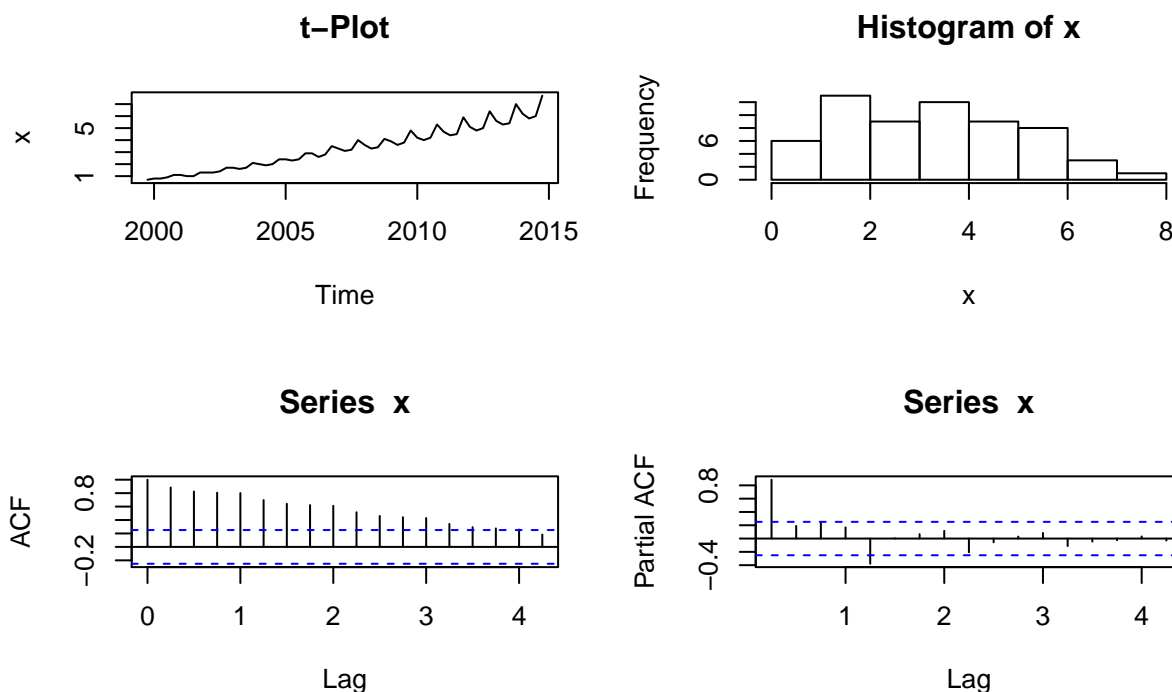 t−Plot
x
1 5
2000 2005 2010 2015
Time
Histogram of x
Frequency
0 6
0 2 4 6 8
x
Series x
ACF
−0.2 0.8
0 1 2 3 4
Lag
Series x
Partial ACF
−0.4 0.8
1 2 3 4
Lag